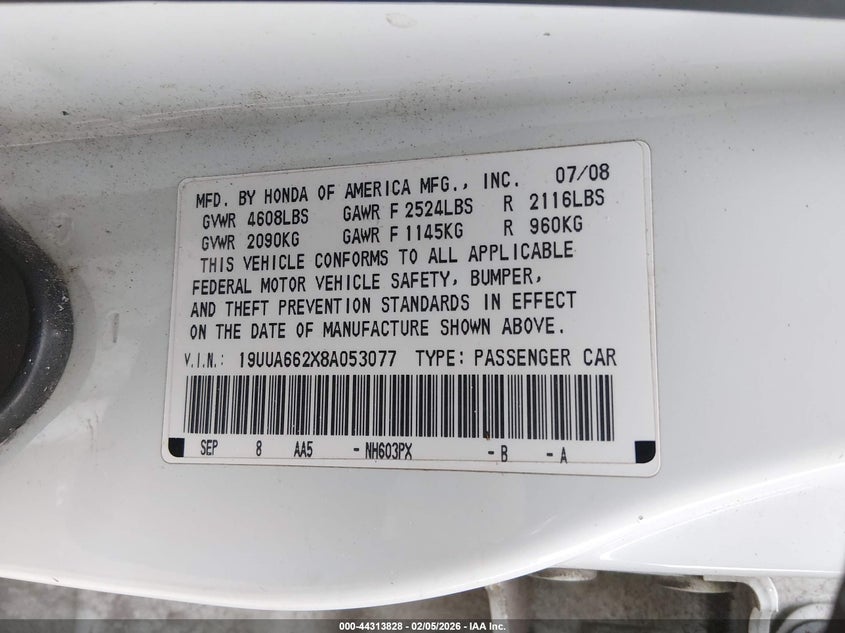 MFD. BY HONDA OF AMERICA MFG., INC. 07/08
GVWR 4608LBS GAWR F 2524LBS R 2116LBS
GVWR 2090KG GAWR F 1145KG R 960KG
THIS VEHICLE CONFORMS TO ALL APPLICABLE
FEDERAL MOTOR VEHICLE SAFETY, BUMPER,
AND THEFT PREVENTION STANDARDS IN EFFECT
ON THE DATE OF MANUFACTURE SHOWN ABOVE.
V.I.N.: 19UUA662X8A053077 TYPE: PASSENGER CAR
SEP 8 AA5 - NH603PX - B - A
000-44313828 - 02/05/2026 - IAA Inc.